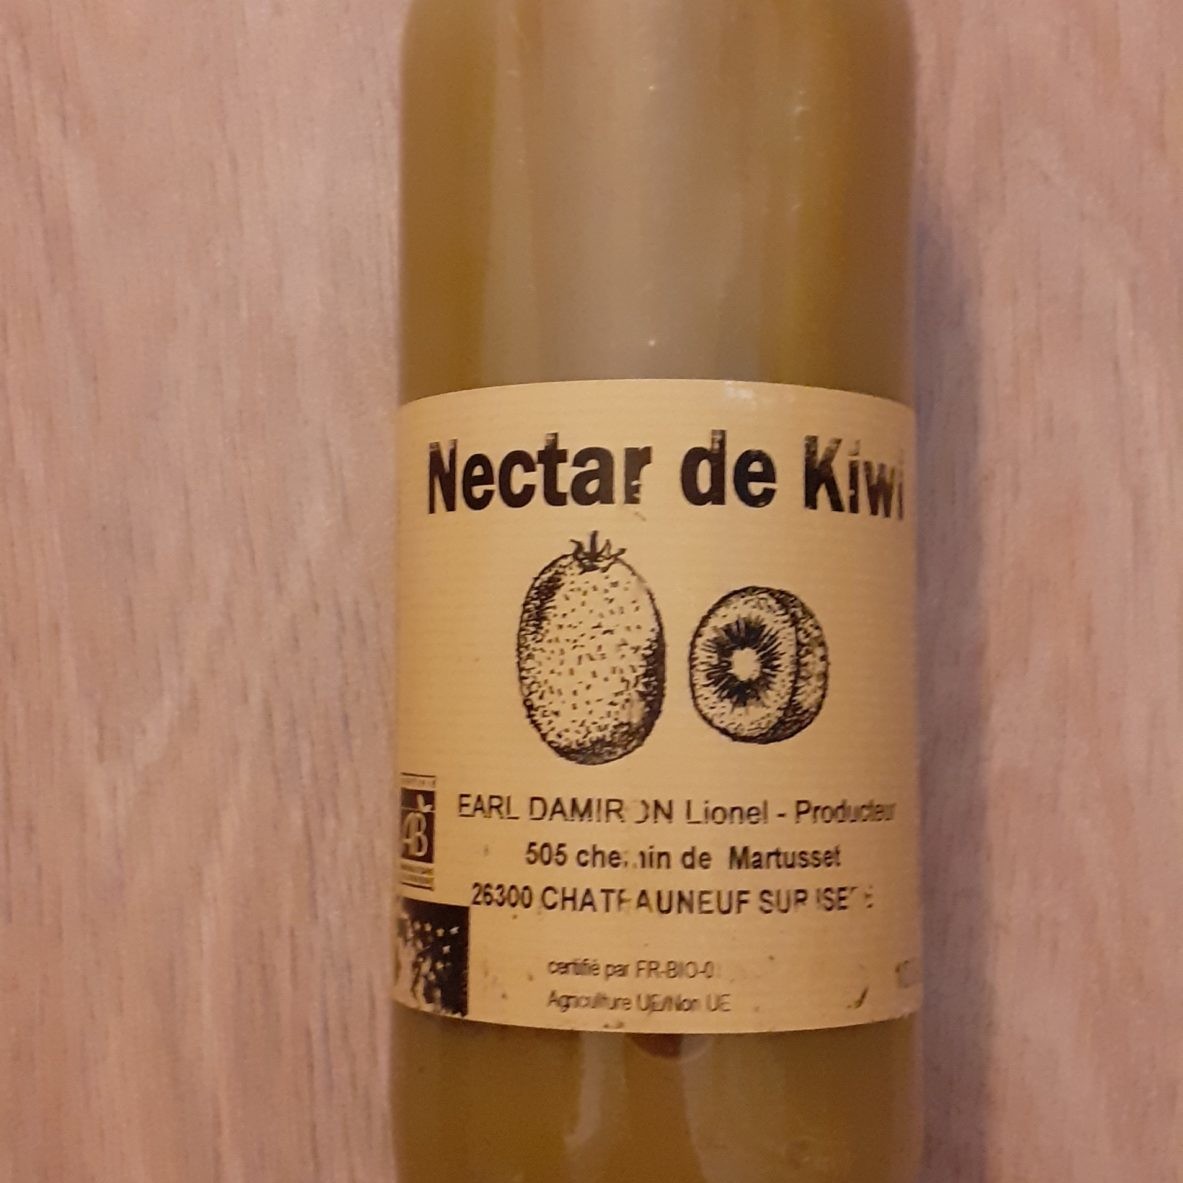 Nectar de Kiwi
EARL DAMIRON Lionel - Producteur
505 chemin de Martusset
26300 CHATEAUNEUF SUR ISERE
AB
certifié par FR-BIO-0
Agriculture UE/Non UE